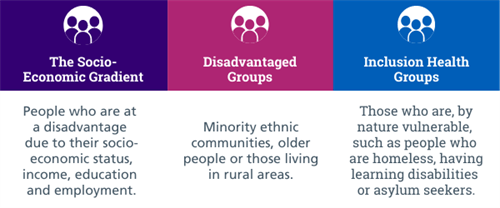 The Socio-
Economic Gradient
People who are at
a disadvantage
due to their socio-
economic status,
income, education
and employment.
Disadvantaged
Groups
Minority ethnic
communities, older
people or those living
in rural areas.
Inclusion Health
Groups
Those who are, by
nature vulnerable,
such as people who
are homeless, having
learning disabilities
or asylum seekers.